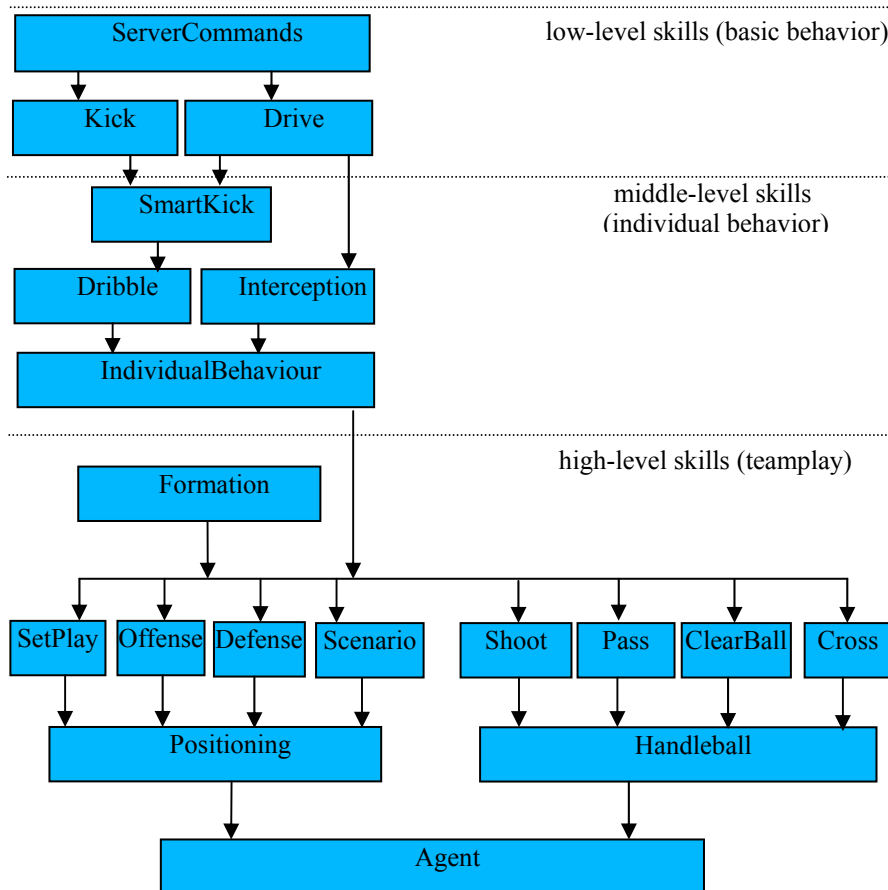 ServerCommands
low-level skills (basic behavior)
Kick
Drive
middle-level skills
(individual behavior)
SmartKick
Dribble
Interception
IndividualBehaviour
high-level skills (teamplay)
Formation
SetPlay
Offense
Defense
Scenario
Shoot
Pass
ClearBall
Cross
Positioning
Handleball
Agent